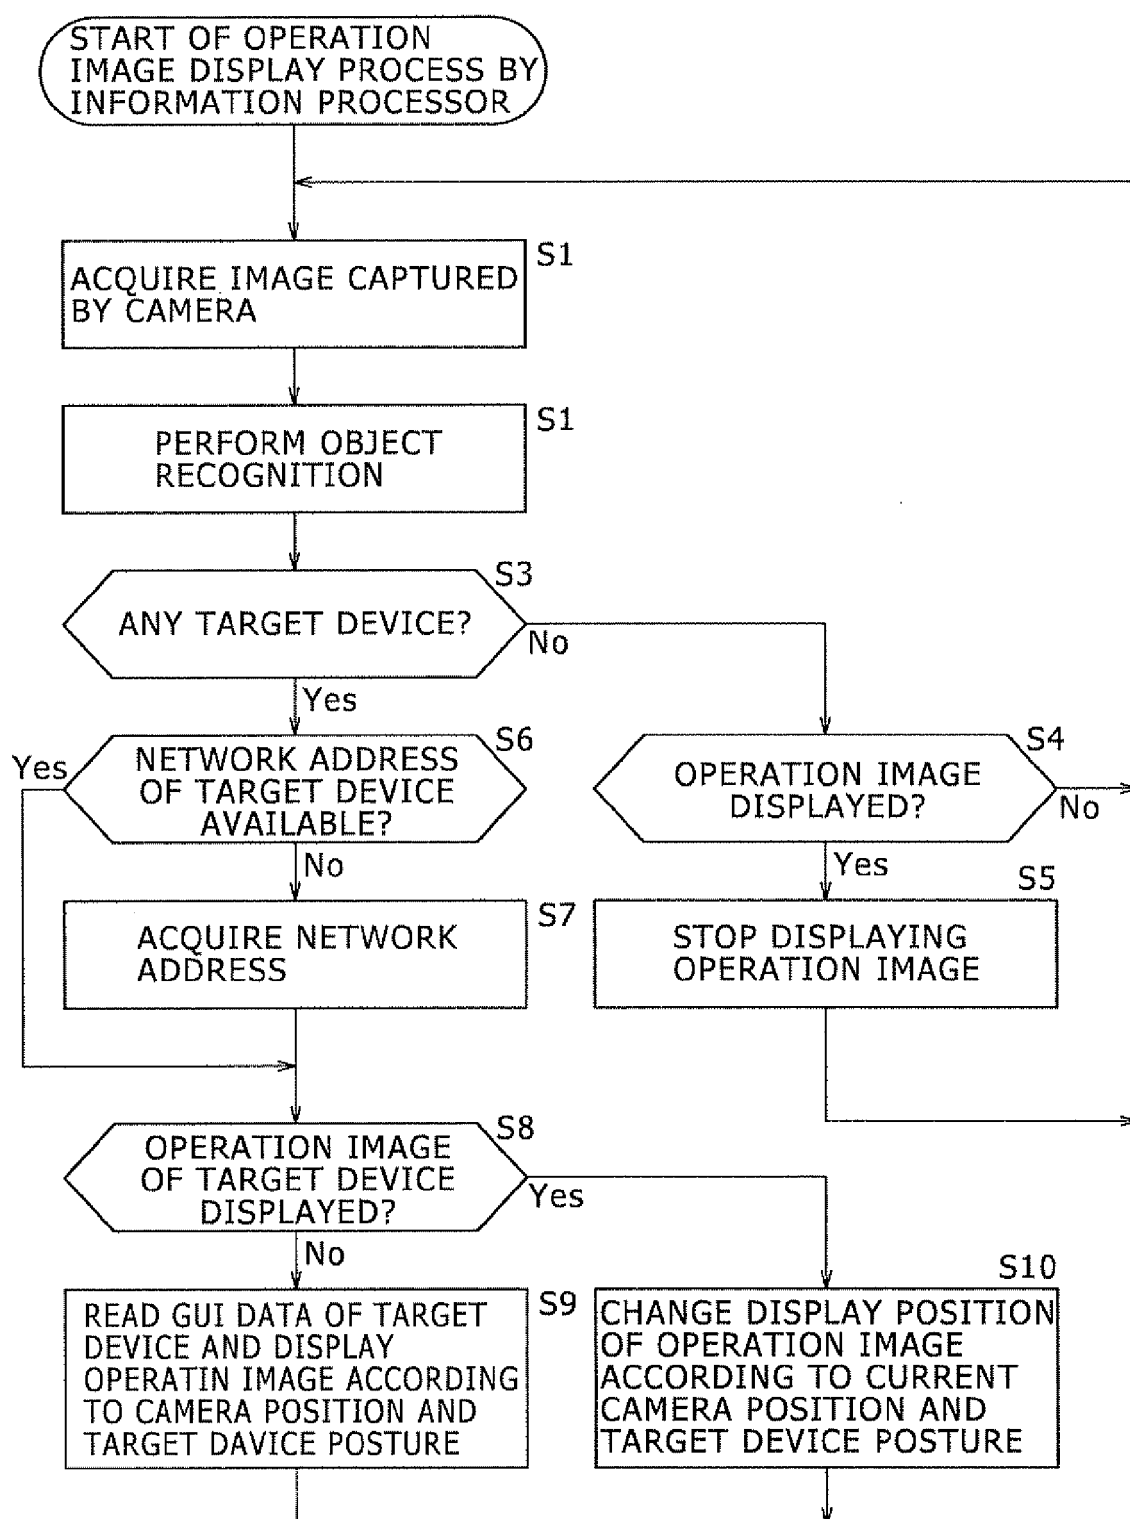 START OF OPERATION
IMAGE DISPLAY PROCESS BY
INFORMATION PROCESSOR
S1
ACQUIRE IMAGE CAPTURED
BY CAMERA
S1
PERFORM OBJECT
RECOGNITION
S3
ANY TARGET DEVICE?
No
Yes
S6
Yes
NETWORK ADDRESS
OF TARGET DEVICE
AVAILABLE?
No
S4
OPERATION IMAGE
DISPLAYED?
No
Yes
S7
ACQUIRE NETWORK
ADDRESS
S5
STOP DISPLAYING
OPERATION IMAGE
S8
OPERATION IMAGE
OF TARGET DEVICE
DISPLAYED?
Yes
No
S9
READ GUI DATA OF TARGET
DEVICE AND DISPLAY
OPERATIN IMAGE ACCORDING
TO CAMERA POSITION AND
TARGET DAVICE POSTURE
S10
CHANGE DISPLAY POSITION
OF OPERATION IMAGE
ACCORDING TO CURRENT
CAMERA POSITION AND
TARGET DEVICE POSTURE